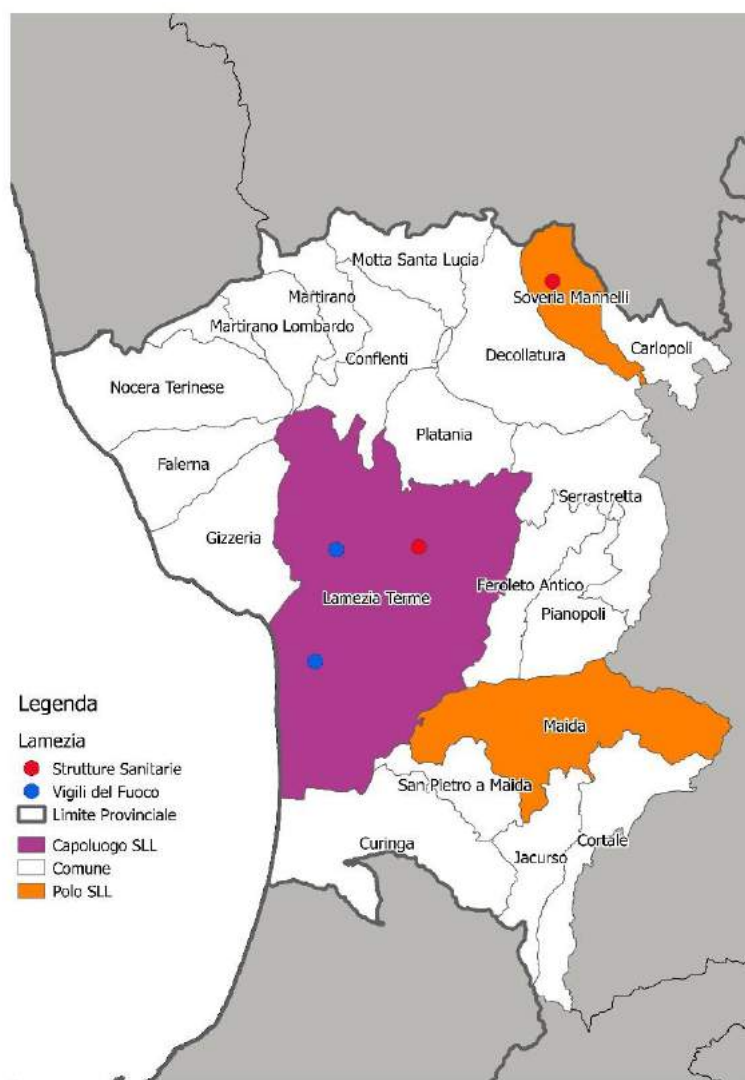 Motta Santa Lucia
Martirano
Soveria Mannelli
Martirano Lombardo
Carlopoli
Conflenti
Decollatura
Nocera Terinese
Platania
Falerna
Serrastretta
Gizzeria
Feroleto Antico
Lamezia Terme
Pianopoli
Maida
San Pietro a Maida
Curinga
Cortale
Jacurso
Legenda
Lamezia
Strutture Sanitarie
Vigili del Fuoco
Limite Provinciale
Capoluogo SLL
Comune
Polo SLL